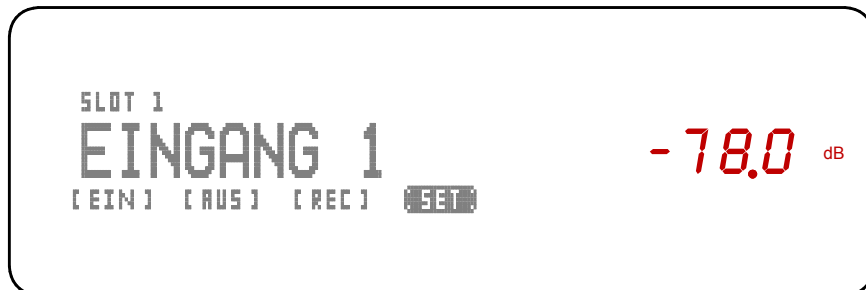 SLOT 1
EINGANG 1
-78.0 dB
[EIN] [AUS] [REC] [SET]